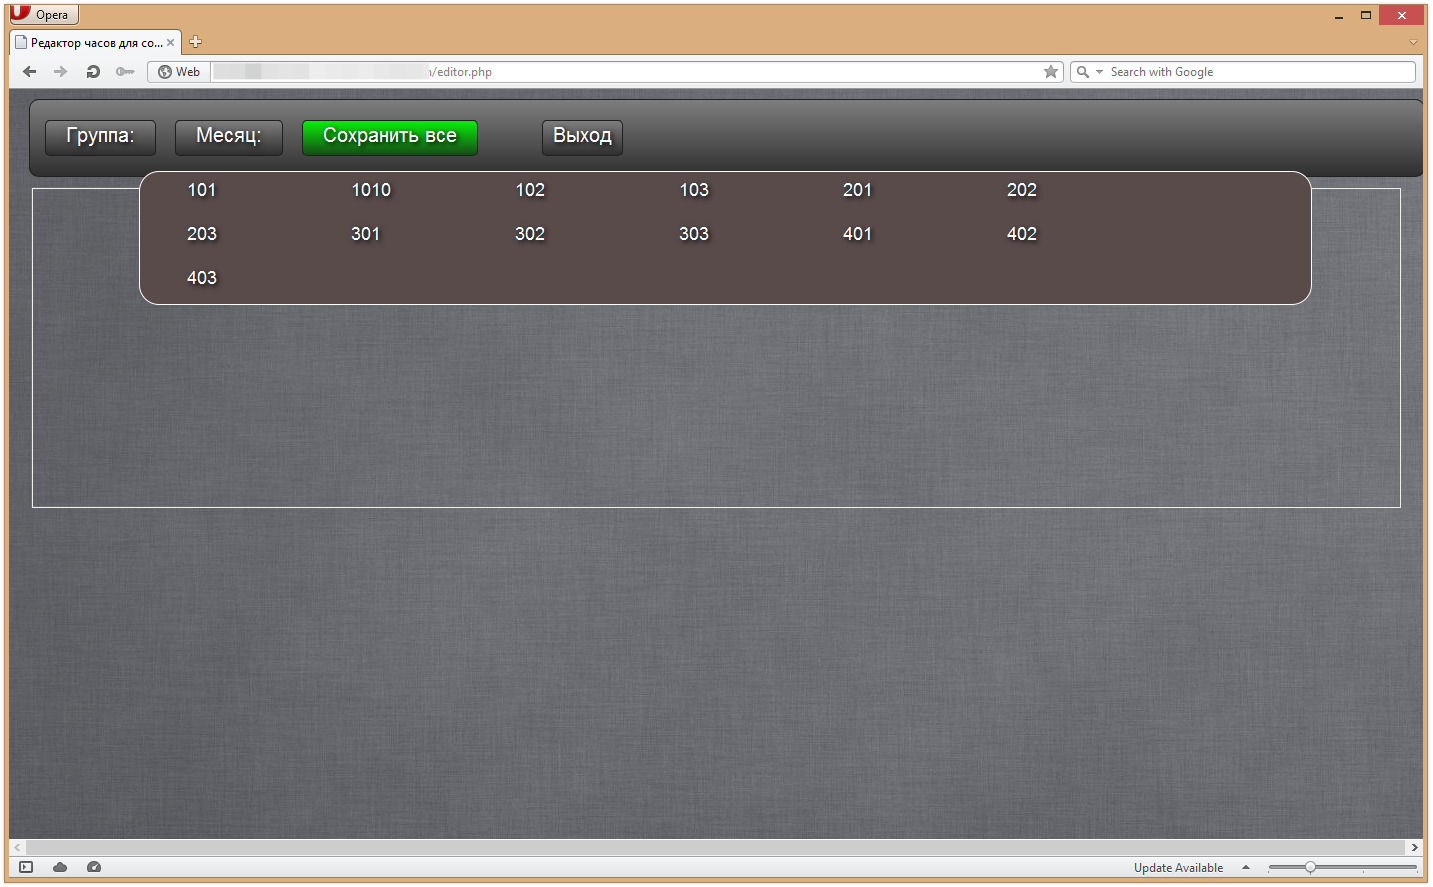 Opera
Редактор часов для со...
Web
/editor.php
Search with Google
Группа: Месяц: Сохранить все Выход
101 1010 102 103 201 202
203 301 302 303 401 402
403
Update Available